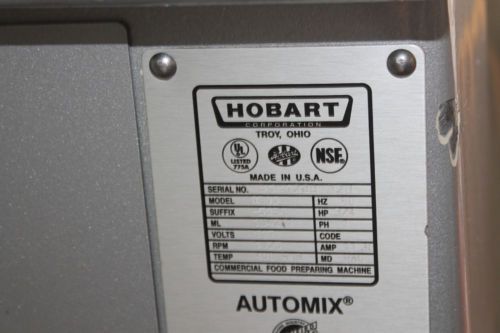 HOBART
CORPORATION
TROY, OHIO
UL
LISTED
775A
NSF
MADE IN U.S.A.
SERIAL NO.
MODEL HZ
SUFFIX HP
ML PH
VOLTS CODE
RPM AMP
TEMP MD
COMMERCIAL FOOD PREPARING MACHINE
AUTOMIX®